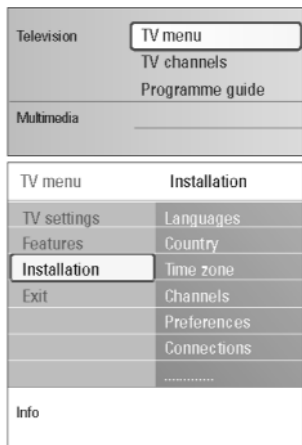 Television TV menu
TV channels
Programme guide
Multimedia
TV menu Installation
TV settings Languages
Features Country
Installation Time zone
Exit Channels
Preferences
Connections
.............
Info